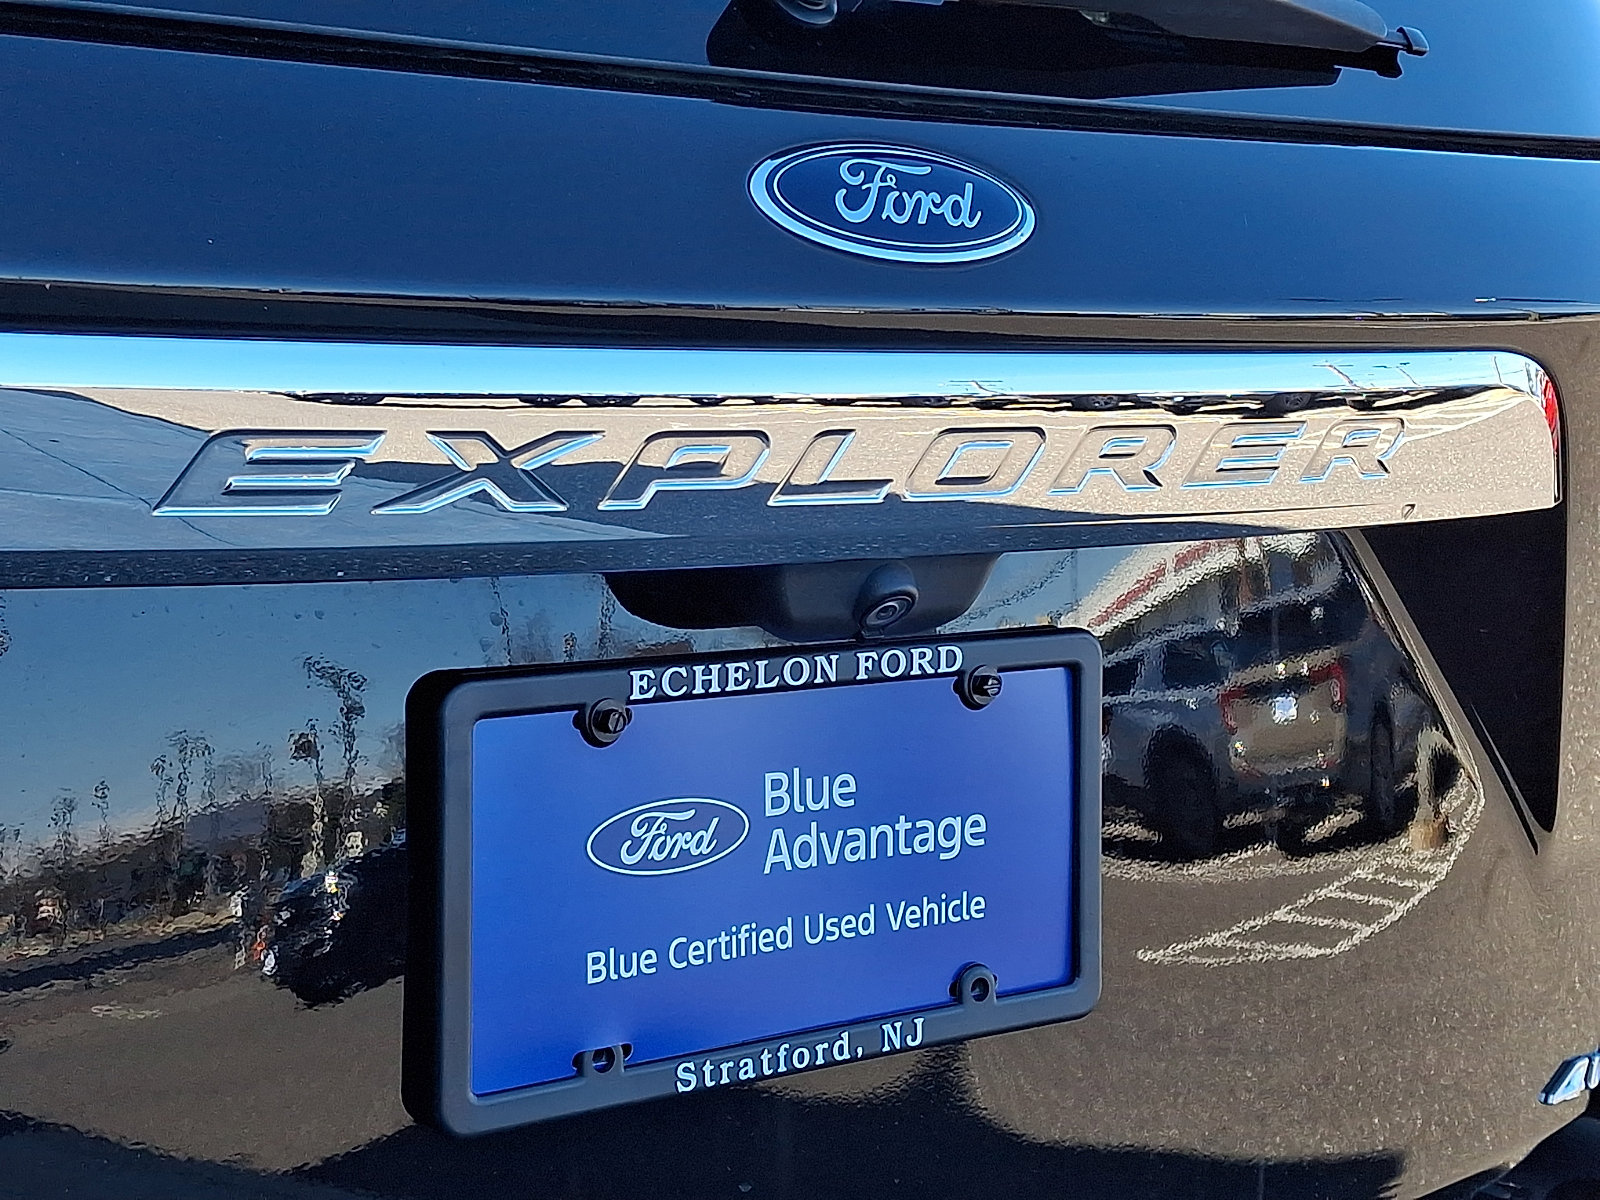 Ford
EXPLORER
ECHELON FORD
Ford
Blue
Advantage
Blue Certified Used Vehicle
Stratford, NJ